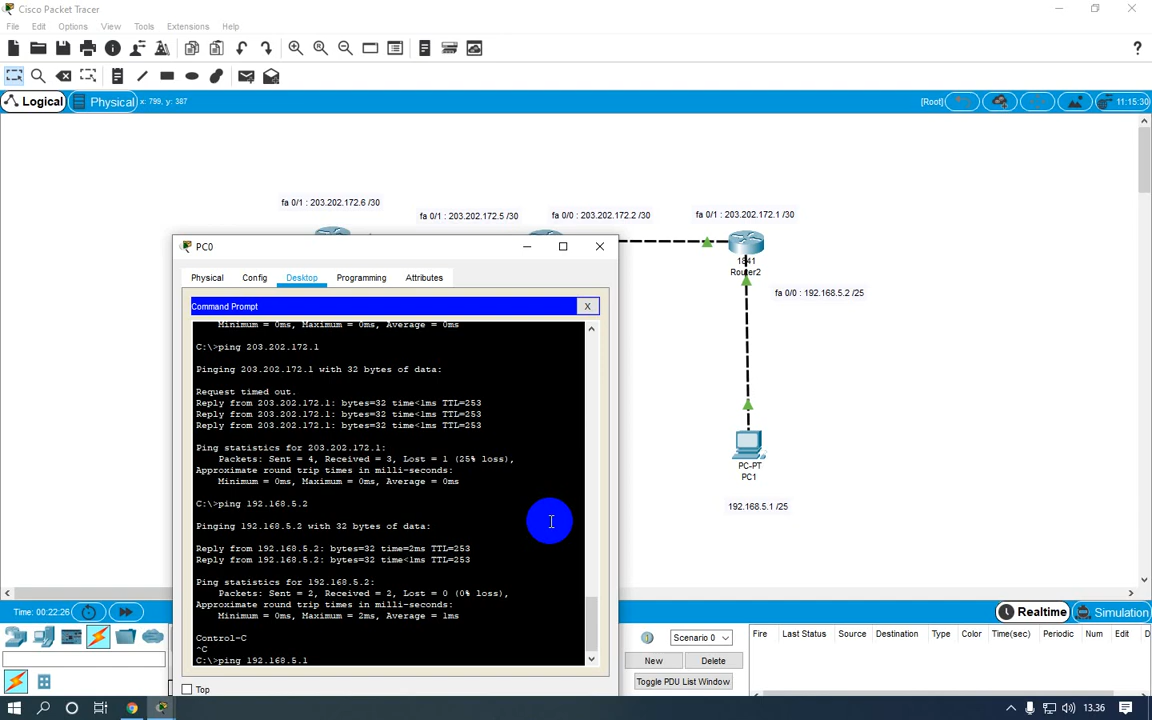 Cisco Packet Tracer
File Edit Options View Tools Extensions Help
Logical Physical x: 799, y: 387 [Root] 11:15:30
fa 0/1 : 203.202.172.6 /30
fa 0/1 : 203.202.172.5 /30 fa 0/0 : 203.202.172.2 /30 fa 0/1 : 203.202.172.1 /30
1841
Router2
fa 0/0 : 192.168.5.2 /25
PC-PT
PC1
192.168.5.1 /25
PC0
Physical Config Desktop Programming Attributes
Command Prompt X
Minimum = 0ms, Maximum = 0ms, Average = 0ms
C:\>ping 203.202.172.1
Pinging 203.202.172.1 with 32 bytes of data:
Request timed out.
Reply from 203.202.172.1: bytes=32 time<1ms TTL=253
Reply from 203.202.172.1: bytes=32 time<1ms TTL=253
Reply from 203.202.172.1: bytes=32 time<1ms TTL=253
Ping statistics for 203.202.172.1:
Packets: Sent = 4, Received = 3, Lost = 1 (25% loss),
Approximate round trip times in milli-seconds:
Minimum = 0ms, Maximum = 0ms, Average = 0ms
C:\>ping 192.168.5.2
Pinging 192.168.5.2 with 32 bytes of data:
Reply from 192.168.5.2: bytes=32 time=2ms TTL=253
Reply from 192.168.5.2: bytes=32 time<1ms TTL=253
Ping statistics for 192.168.5.2:
Packets: Sent = 2, Received = 2, Lost = 0 (0% loss),
Approximate round trip times in milli-seconds:
Minimum = 0ms, Maximum = 2ms, Average = 1ms
Control-C
^C
C:\>ping 192.168.5.1
Top
Time: 00:22:26 Realtime Simulation
Scenario 0 Fire Last Status Source Destination Type Color Time(sec) Periodic Num Edit D
New Delete
Toggle PDU List Window
13.36